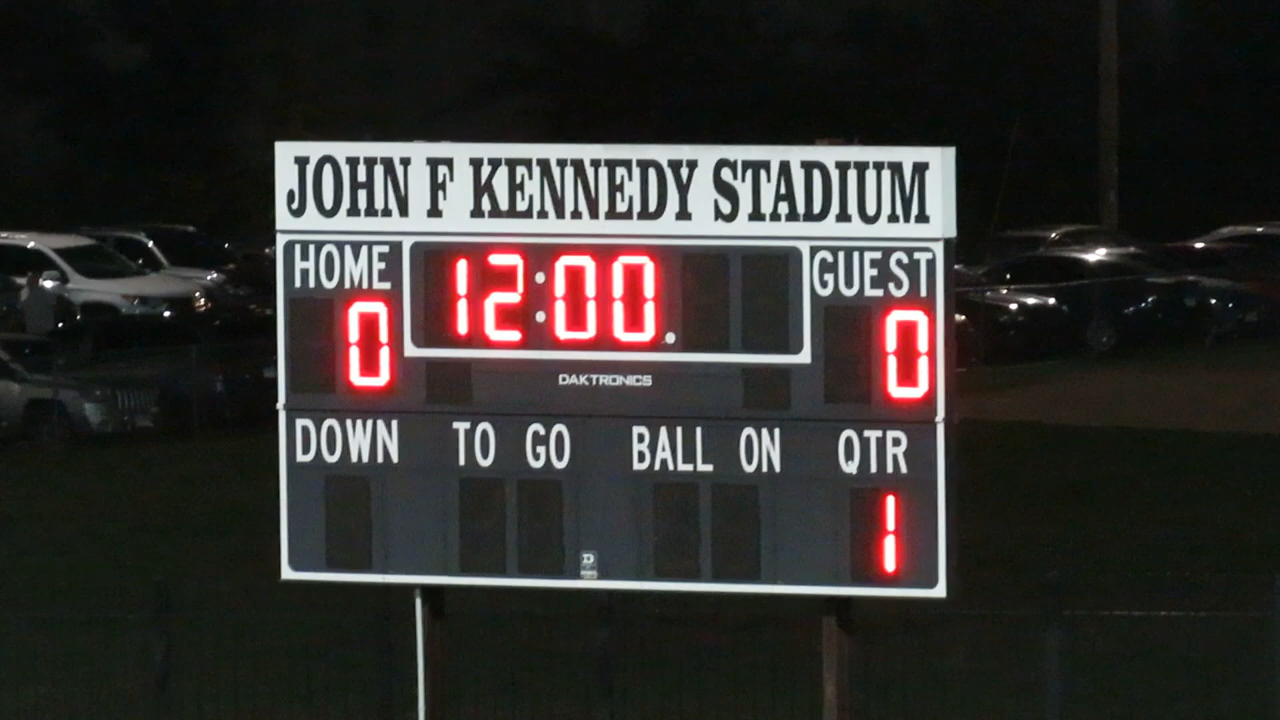 JOHN F KENNEDY STADIUM
HOME 12:00 GUEST
0 0
DAKTRONICS
DOWN TO GO BALL ON QTR
1